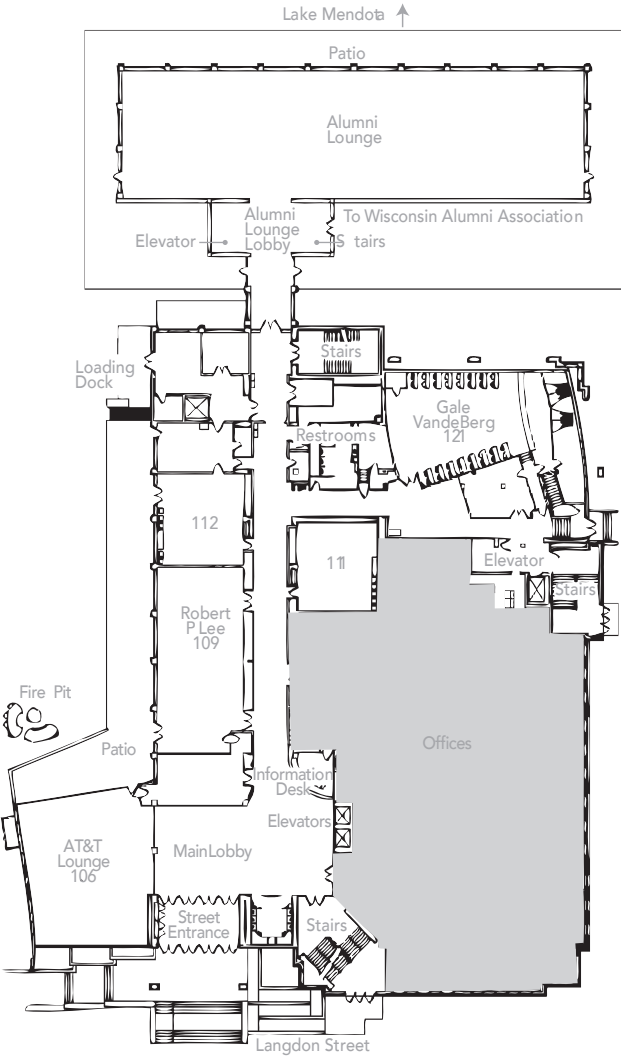 Lake Mendota
Patio
Alumni
Lounge
Alumni
Lounge
Lobby
To Wisconsin Alumni Association
Elevator
Stairs
Stairs
Loading
Dock
Gale
VandeBerg
121
Restrooms
112
111
Elevator
Stairs
Robert
P Lee
109
Fire Pit
Patio
Offices
Information
Desk
Elevators
Main Lobby
AT&T
Lounge
106
Street
Entrance
Stairs
Langdon Street